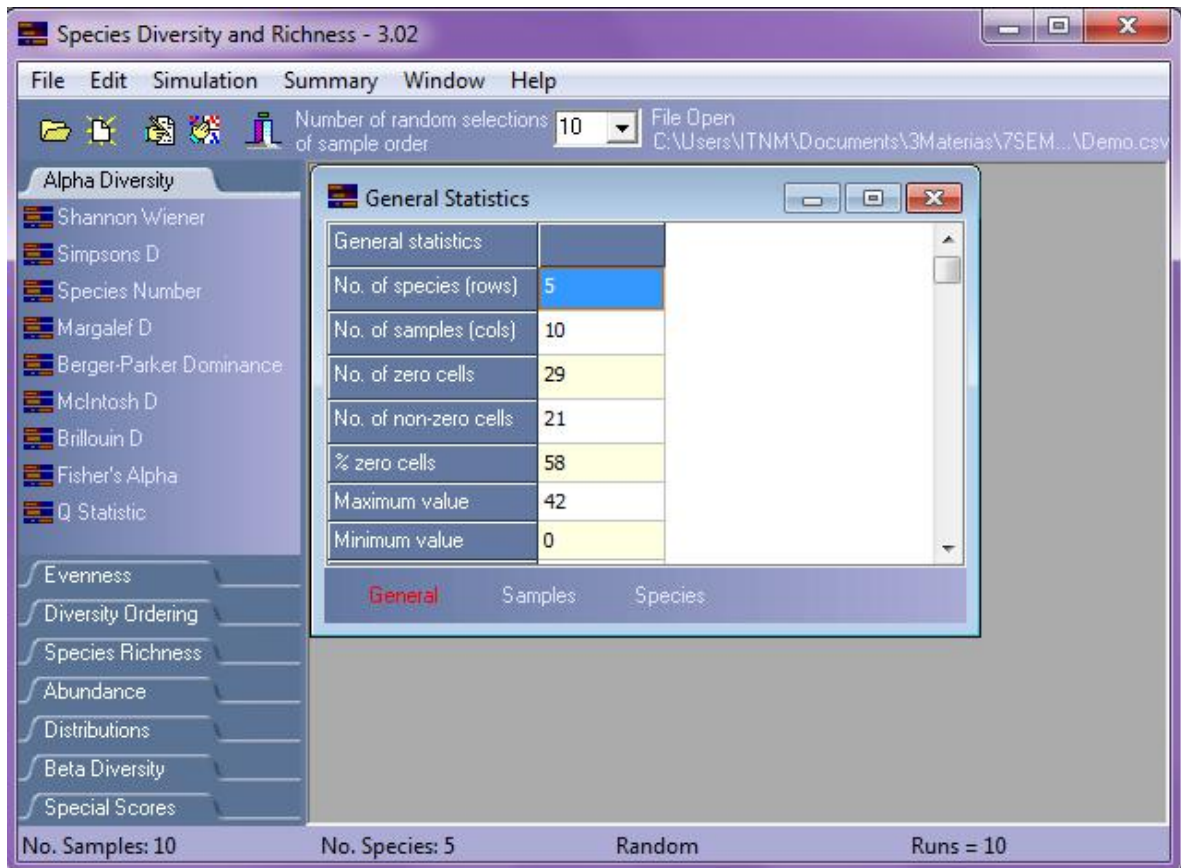 Species Diversity and Richness - 3.02
File Edit Simulation Summary Window Help
Number of random selections of sample order
10
File Open
C:\Users\ITNM\Documents\3Materias\7SEM...\Demo.csv
Alpha Diversity
Shannon Wiener
Simpsons D
Species Number
Margalef D
Berger-Parker Dominance
McIntosh D
Brillouin D
Fisher's Alpha
Q Statistic
Evenness
Diversity Ordering
Species Richness
Abundance
Distributions
Beta Diversity
Special Scores
General Statistics
General statistics
No. of species (rows) 5
No. of samples (cols) 10
No. of zero cells 29
No. of non-zero cells 21
% zero cells 58
Maximum value 42
Minimum value 0
General Samples Species
No. Samples: 10 No. Species: 5 Random Runs = 10